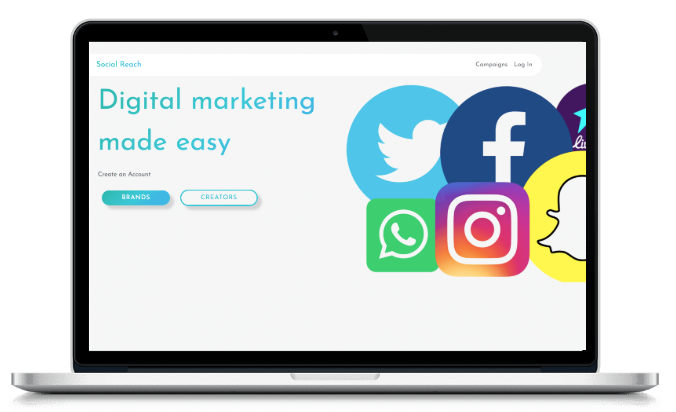 Social Reach
Campaigns Log In
Digital marketing
made easy
Create an Account
BRANDS
CREATORS